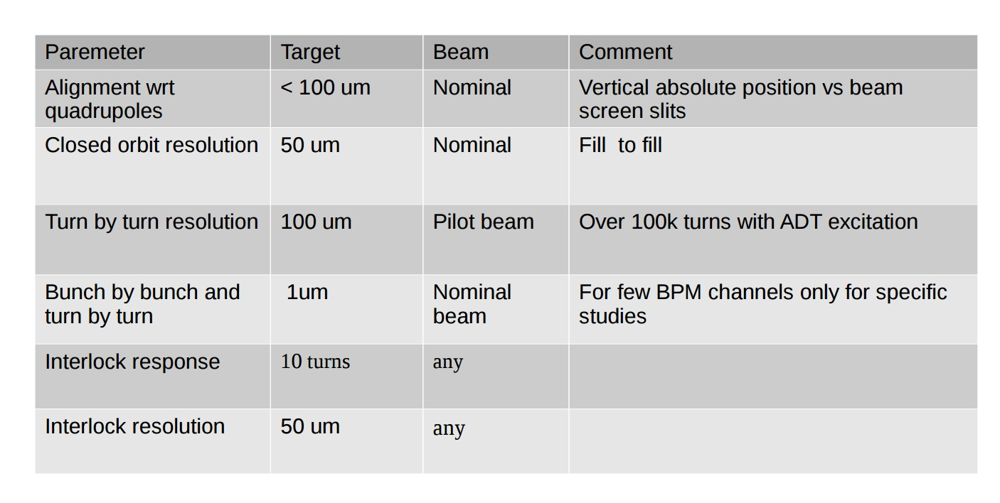 Paremeter Target Beam Comment
Alignment wrt < 100 um Nominal Vertical absolute position vs beam
quadrupoles screen slits
Closed orbit resolution 50 um Nominal Fill  to fill
Turn by turn resolution 100 um Pilot beam Over 100k turns with ADT excitation
Bunch by bunch and 1um Nominal For few BPM channels only for specific
turn by turn beam studies
Interlock response 10 turns any
Interlock resolution 50 um any